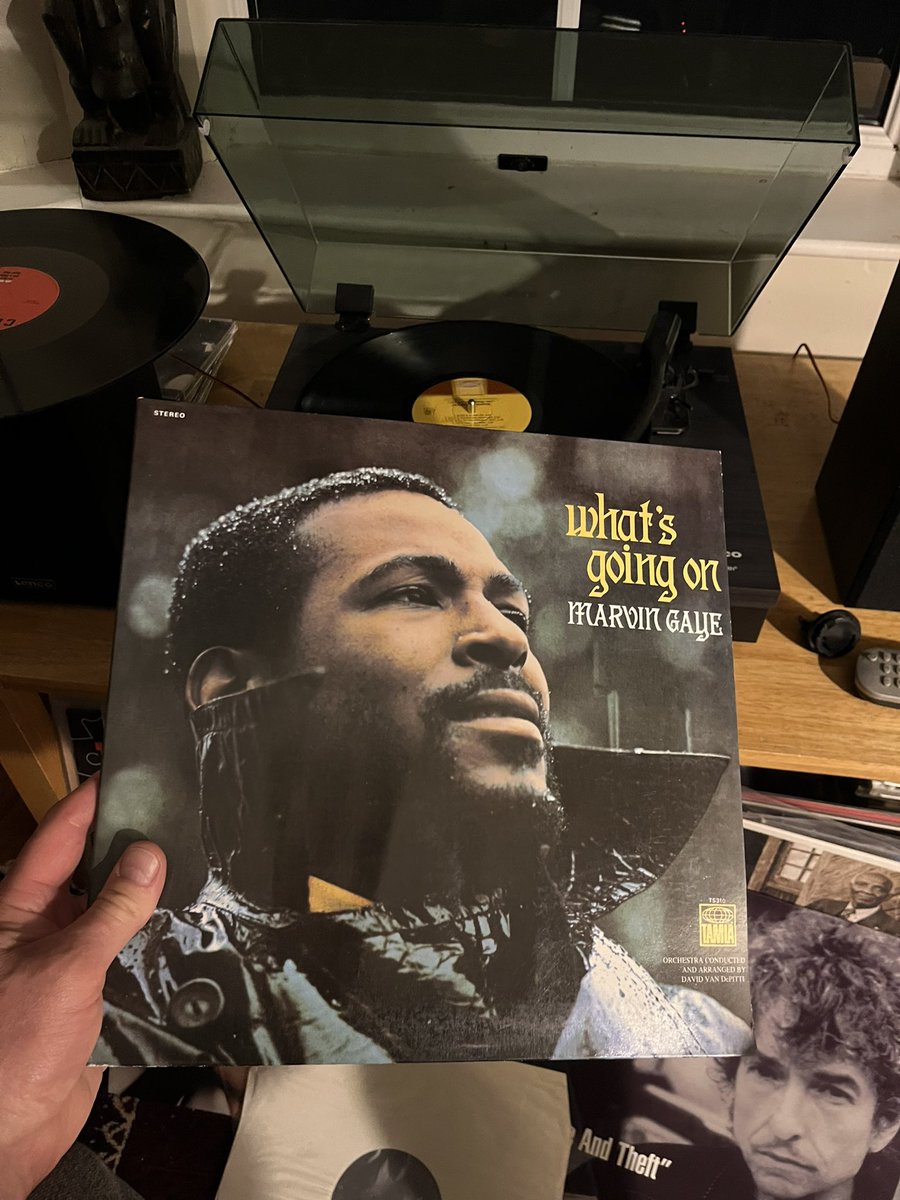 STEREO
what's
going on
MARVIN GAYE
TS310
TAMLA
ORCHESTRA CONDUCTED
AND ARRANGED BY
DAVID VAN DePITTE
And Theft"